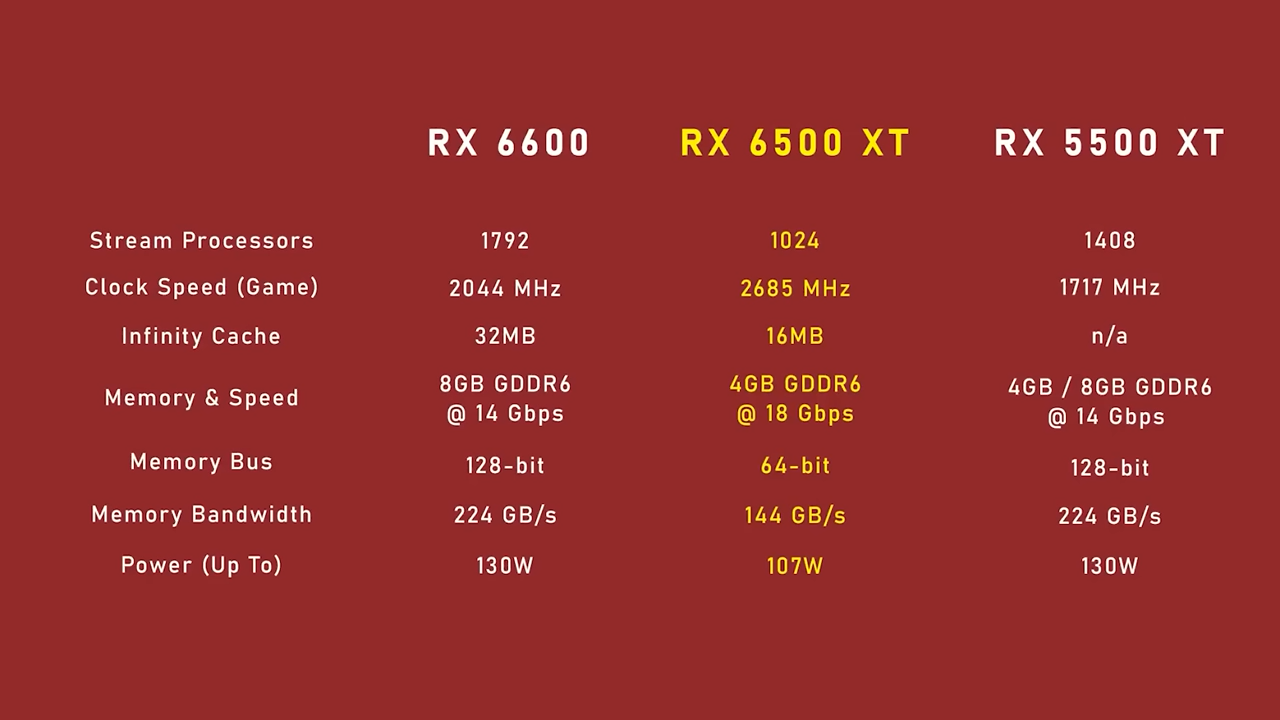 RX 6600 RX 6500 XT RX 5500 XT
Stream Processors 1792 1024 1408
Clock Speed (Game) 2044 MHz 2685 MHz 1717 MHz
Infinity Cache 32MB 16MB n/a
Memory & Speed 8GB GDDR6 4GB GDDR6 4GB / 8GB GDDR6
@ 14 Gbps @ 18 Gbps @ 14 Gbps
Memory Bus 128-bit 64-bit 128-bit
Memory Bandwidth 224 GB/s 144 GB/s 224 GB/s
Power (Up To) 130W 107W 130W